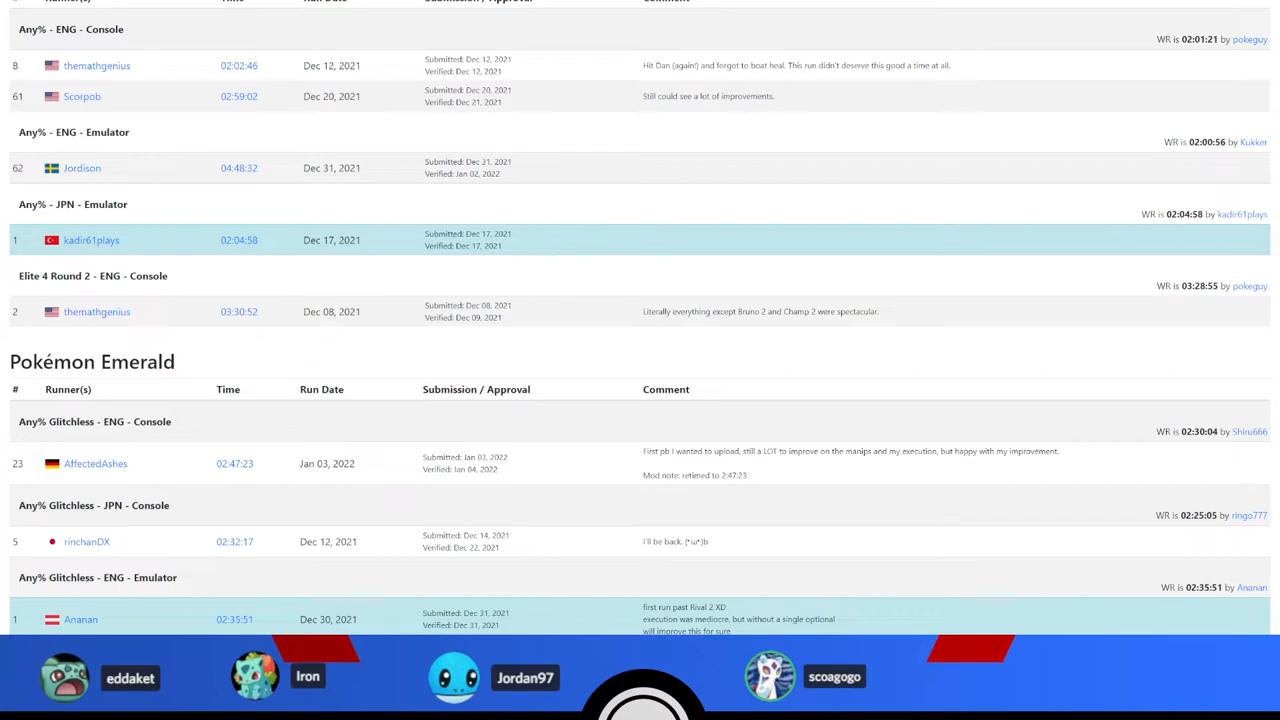 # Runner(s) Time Run Date Submission / Approval Comment
Any% - ENG - Console
WR is 02:01:21 by pokeguy
8 themathgenius 02:02:46 Dec 12, 2021 Submitted: Dec 12, 2021 Hit Dan (again!) and forgot to boat heal. This run didn't deserve this good a time at all.
Verified: Dec 12, 2021
61 Scorpob 02:59:02 Dec 20, 2021 Submitted: Dec 20, 2021 Still could see a lot of improvements.
Verified: Dec 21, 2021
Any% - ENG - Emulator
WR is 02:00:56 by Kukker
62 Jordison 04:48:32 Dec 31, 2021 Submitted: Dec 31, 2021
Verified: Jan 02, 2022
Any% - JPN - Emulator
WR is 02:04:58 by kadir61plays
1 kadir61plays 02:04:58 Dec 17, 2021 Submitted: Dec 17, 2021
Verified: Dec 17, 2021
Elite 4 Round 2 - ENG - Console
WR is 03:28:55 by pokeguy
2 themathgenius 03:30:52 Dec 08, 2021 Submitted: Dec 08, 2021 Literally everything except Bruno 2 and Champ 2 were spectacular.
Verified: Dec 09, 2021
Pokémon Emerald
# Runner(s) Time Run Date Submission / Approval Comment
Any% Glitchless - ENG - Console
WR is 02:30:04 by Shiru666
23 AffectedAshes 02:47:23 Jan 03, 2022 Submitted: Jan 03, 2022 First pb I wanted to upload, still a LOT to improve on the manips and my execution, but happy with my improvement.
Verified: Jan 04, 2022 Mod note: retimed to 2:47:23
Any% Glitchless - JPN - Console
WR is 02:25:05 by ringo777
5 rinchanDX 02:32:17 Dec 12, 2021 Submitted: Dec 14, 2021 I'll be back. (•̀ω•́)b
Verified: Dec 22, 2021
Any% Glitchless - ENG - Emulator
WR is 02:35:51 by Ananan
1 Ananan 02:35:51 Dec 30, 2021 Submitted: Dec 31, 2021 first run past Rival 2 XD
Verified: Dec 31, 2021 execution was mediocre, but without a single optional
will improve this for sure
eddaket Iron Jordan97 scoagogo